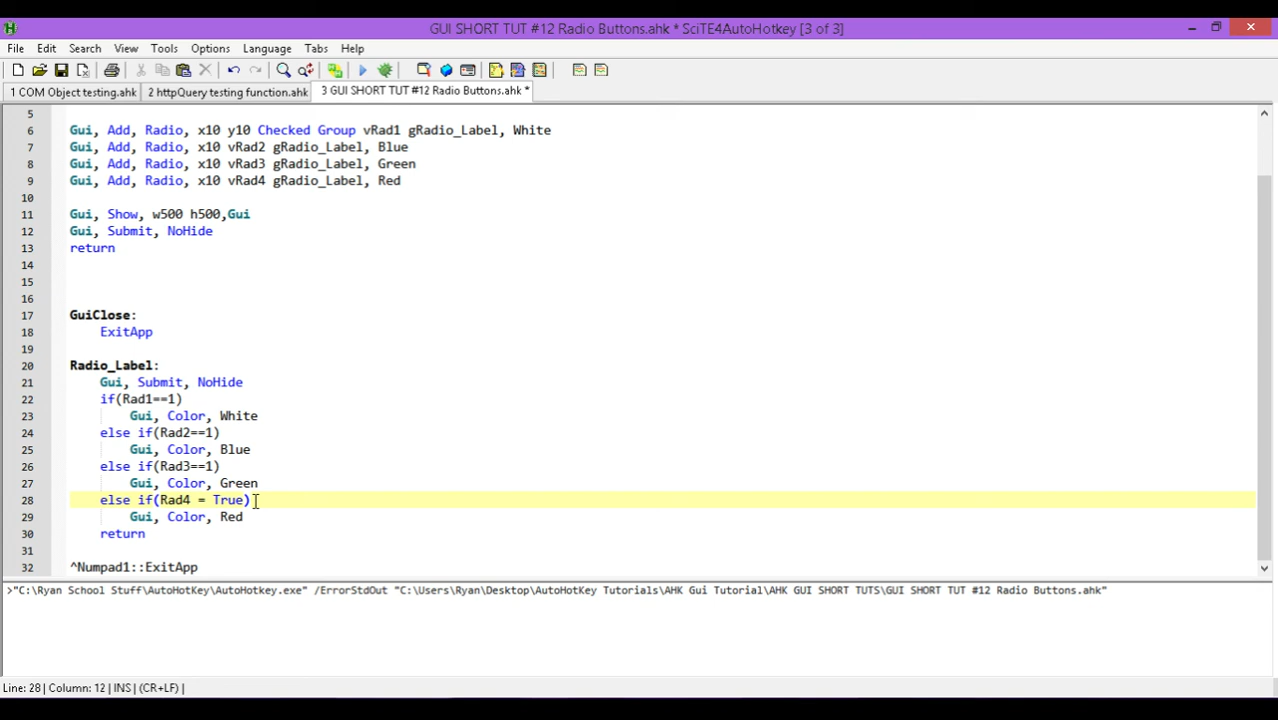 GUI SHORT TUT #12 Radio Buttons.ahk * SciTE4AutoHotkey [3 of 3]
File Edit Search View Tools Options Language Tabs Help
1 COM Object testing.ahk 2 httpQuery testing function.ahk 3 GUI SHORT TUT #12 Radio Buttons.ahk *
5
6 Gui, Add, Radio, x10 y10 Checked Group vRad1 gRadio_Label, White
7 Gui, Add, Radio, x10 vRad2 gRadio_Label, Blue
8 Gui, Add, Radio, x10 vRad3 gRadio_Label, Green
9 Gui, Add, Radio, x10 vRad4 gRadio_Label, Red
10
11 Gui, Show, w500 h500,Gui
12 Gui, Submit, NoHide
13 return
14
15
16
17 GuiClose:
18 ExitApp
19
20 Radio_Label:
21 Gui, Submit, NoHide
22 if(Rad1==1)
23 Gui, Color, White
24 else if(Rad2==1)
25 Gui, Color, Blue
26 else if(Rad3==1)
27 Gui, Color, Green
28 else if(Rad4 = True)
29 Gui, Color, Red
30 return
31
32 ^Numpad1::ExitApp
>"C:\Ryan School Stuff\AutoHotKey\AutoHotkey.exe" /ErrorStdOut "C:\Users\Ryan\Desktop\AutoHotKey Tutorials\AHK Gui Tutorial\AHK GUI SHORT TUTS\GUI SHORT TUT #12 Radio Buttons.ahk"
Line: 28 | Column: 12 | INS | (CR+LF) |